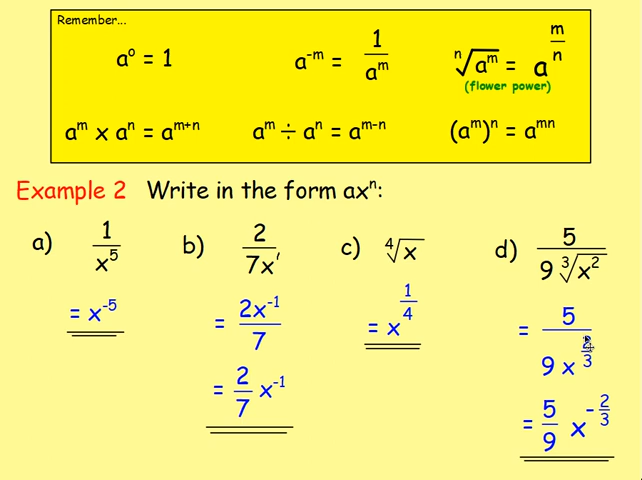 Remember...
a⁰ = 1
a⁻ᵐ = 1/aᵐ
ⁿ√aᵐ = a^(m/n)
(flower power)
aᵐ x aⁿ = aᵐ⁺ⁿ
aᵐ ÷ aⁿ = aᵐ⁻ⁿ
(aᵐ)ⁿ = aᵐⁿ
Example 2 Write in the form axⁿ:
a) 1/x⁵
= x⁻⁵
b) 2/7x′
= 2x⁻¹/7
= 2/7 x⁻¹
c) ⁴√x
= x^(1/4)
d) 5/(9 ³√x²)
= 5/(9 x^(2/3))
= 5/9 x^(-2/3)